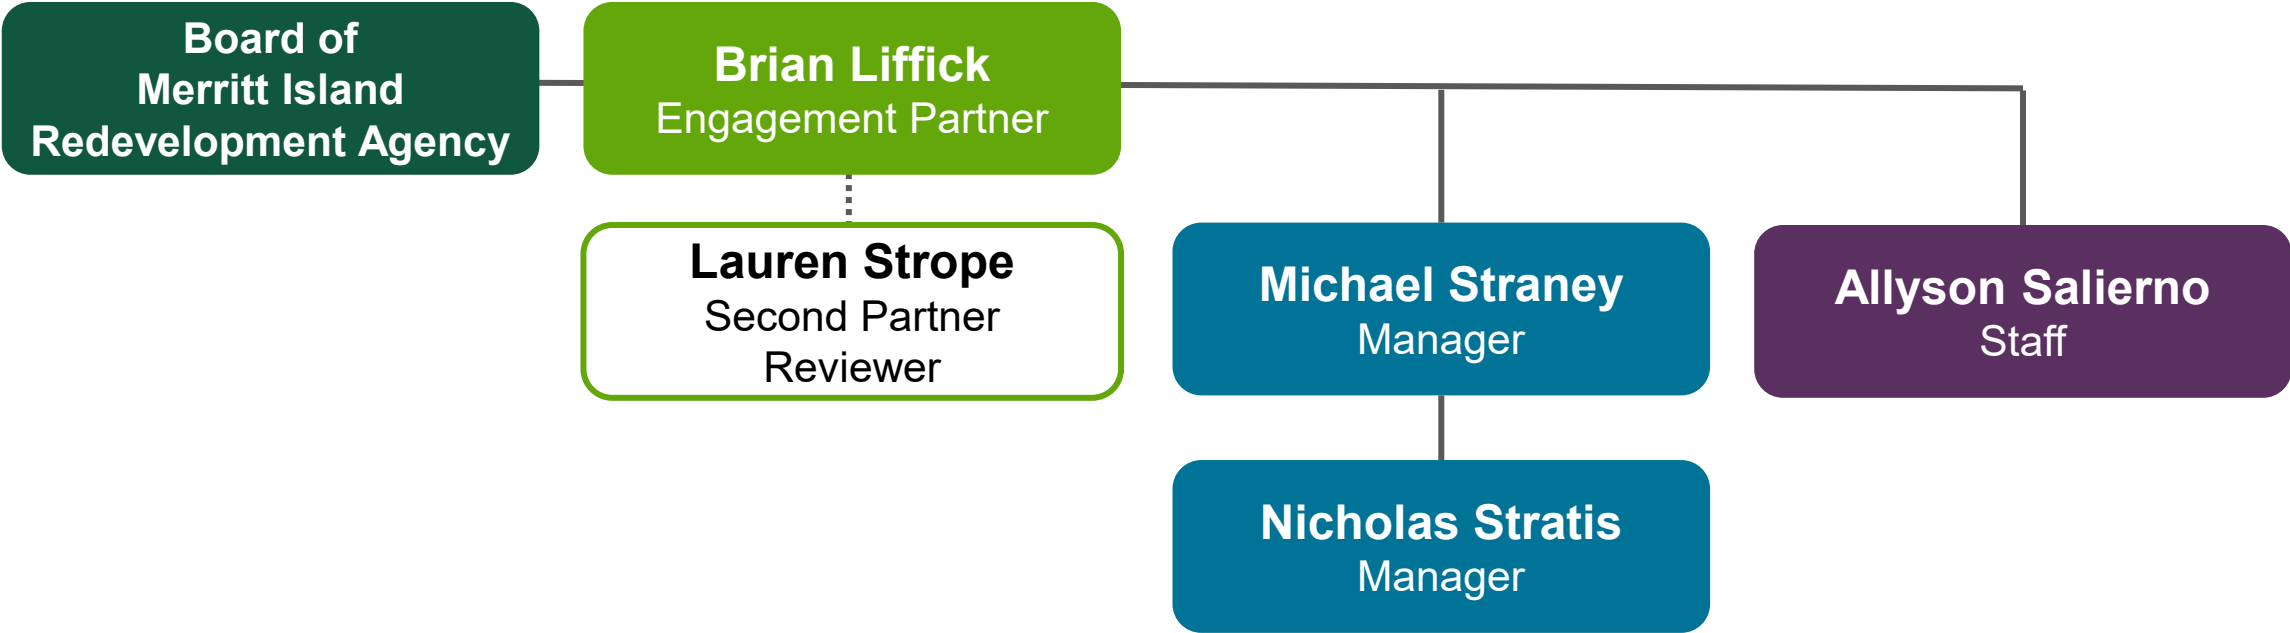 Board of
Merritt Island
Redevelopment Agency
Brian Liffick
Engagement Partner
Lauren Strope
Second Partner
Reviewer
Michael Straney
Manager
Allyson Salierno
Staff
Nicholas Stratis
Manager